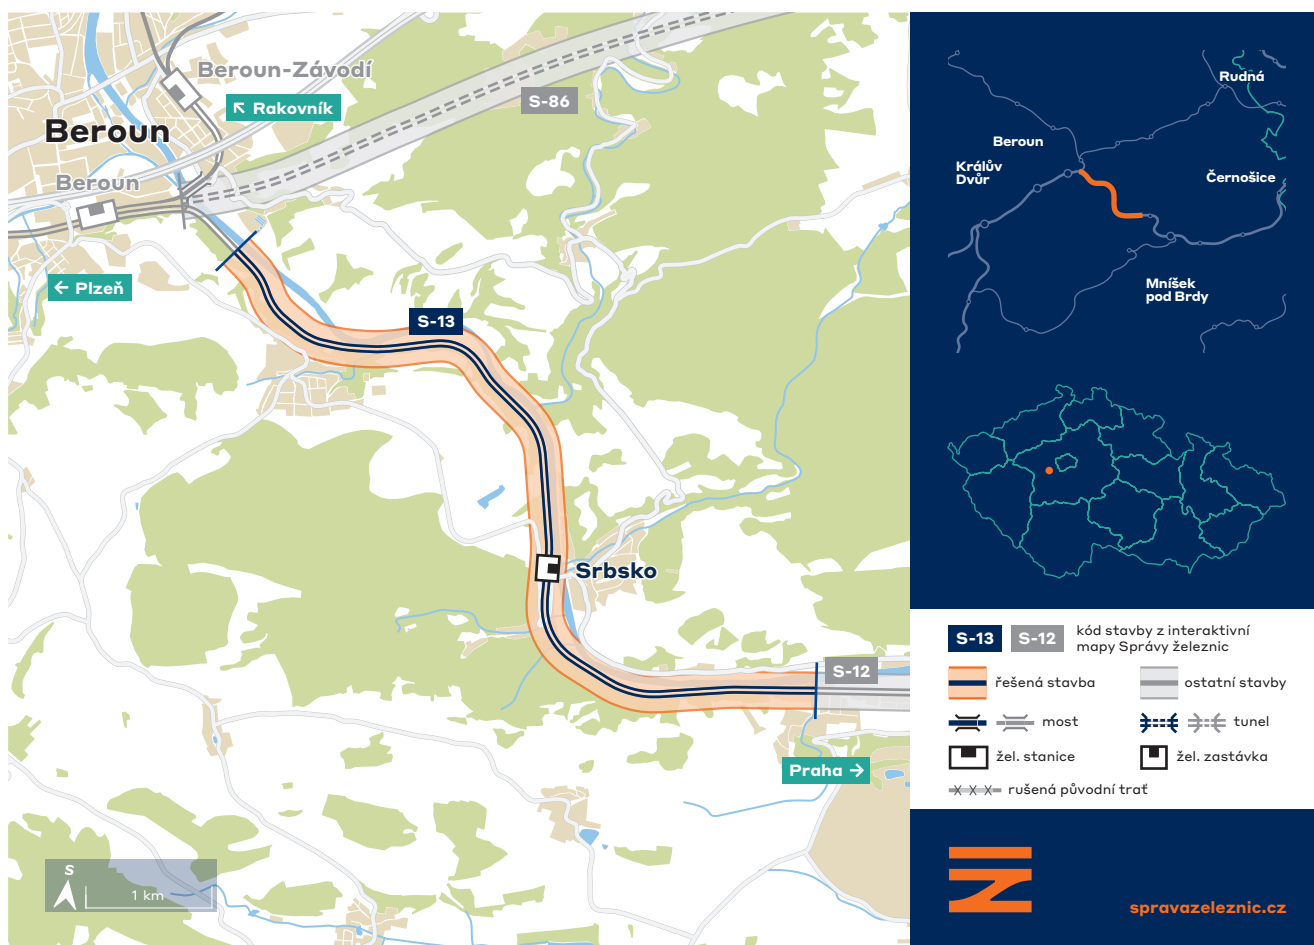 Beroun-Závodí
Rakovník
S-86
Beroun
Beroun
Plzeň
S-13
Srbsko
S-12
Praha
S
1 km
Rudná
Beroun
Králův
Dvůr
Černošice
Mníšek
pod Brdy
S-13 S-12 kód stavby z interaktivní
mapy Správy železnic
řešená stavba ostatní stavby
most tunel
žel. stanice žel. zastávka
rušená původní trať
spravazeleznic.cz